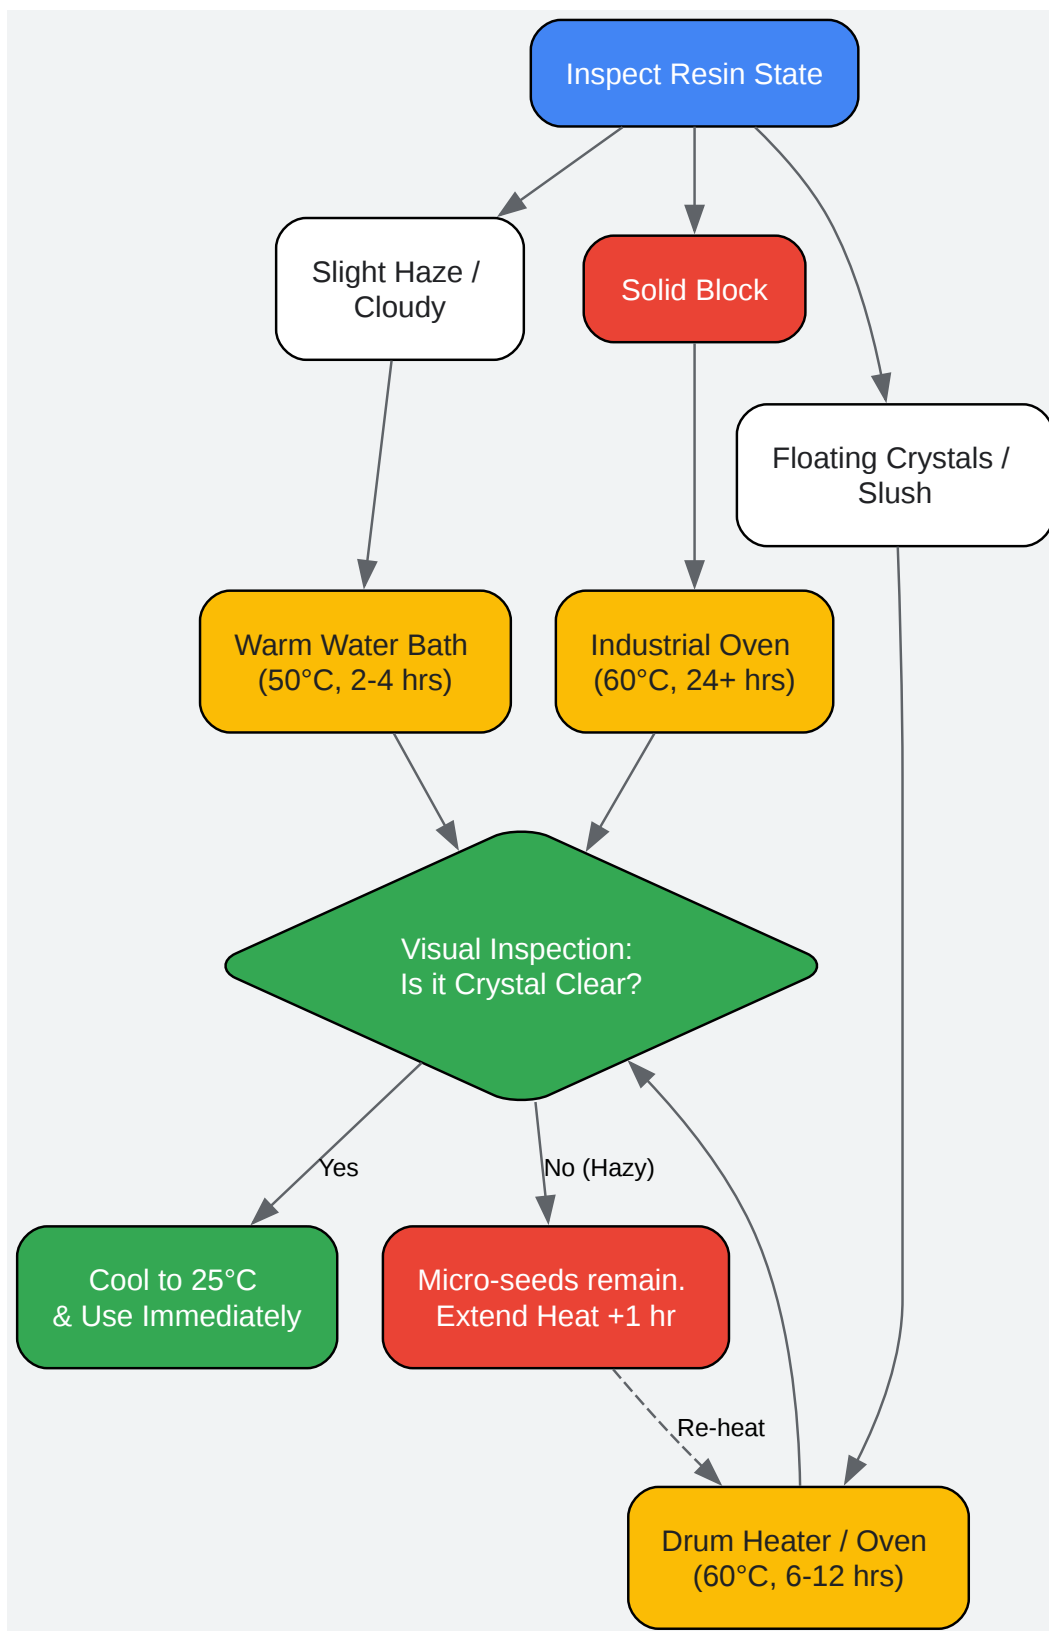 Inspect Resin State
Slight Haze /
Cloudy
Solid Block
Floating Crystals /
Slush
Warm Water Bath
(50°C, 2-4 hrs)
Industrial Oven
(60°C, 24+ hrs)
Visual Inspection:
Is it Crystal Clear?
Yes
No (Hazy)
Cool to 25°C
& Use Immediately
Micro-seeds remain.
Extend Heat +1 hr
Re-heat
Drum Heater / Oven
(60°C, 6-12 hrs)